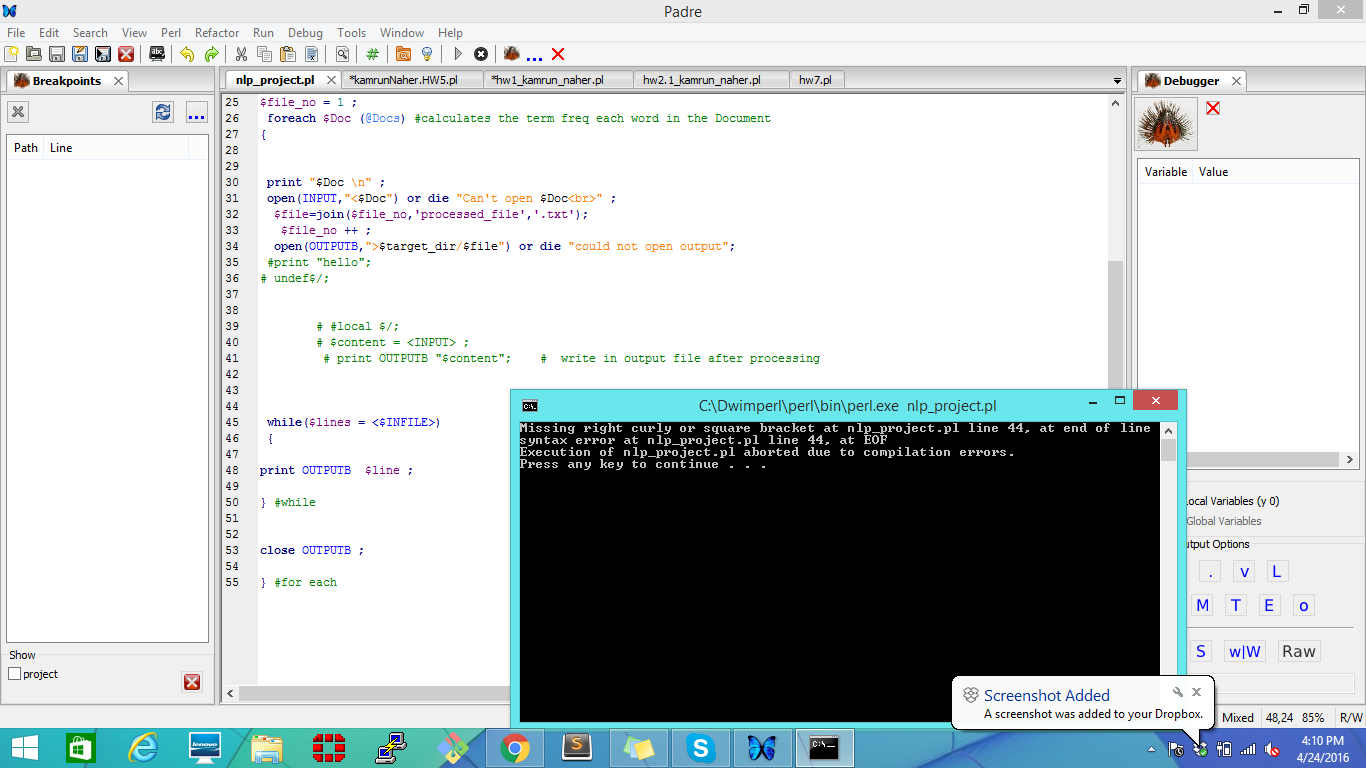 Padre
File Edit Search View Perl Refactor Run Debug Tools Window Help
Breakpoints
nlp_project.pl *kamrunNaher.HW5.pl *hw1_kamrun_naher.pl hw2.1_kamrun_naher.pl hw7.pl
Debugger
Path Line
Variable Value
25 $file_no = 1 ;
26 foreach $Doc (@Docs) #calculates the term freq each word in the Document
27 {
28
29
30 print "$Doc \n" ;
31 open(INPUT,"<$Doc") or die "Can't open $Doc<br>" ;
32 $file=join($file_no,'processed_file','.txt');
33 $file_no ++ ;
34 open(OUTPUTB,">$target_dir/$file") or die "could not open output";
35 #print "hello";
36 # undef$/;
37
38
39 # #local $/;
40 # $content = <INPUT> ;
41 # print OUTPUTB "$content"; # write in output file after processing
42
43
44
45 while($lines = <$INFILE>)
46 {
47
48 print OUTPUTB $line ;
49
50 } #while
51
52
53 close OUTPUTB ;
54
55 } #for each
C:\Dwimperl\perl\bin\perl.exe nlp_project.pl
Missing right curly or square bracket at nlp_project.pl line 44, at end of line
syntax error at nlp_project.pl line 44, at EOF
Execution of nlp_project.pl aborted due to compilation errors.
Press any key to continue . . .
ocal Variables (y 0)
Global Variables
utput Options
. v L
M T E o
S w|W Raw
Show
project
Screenshot Added
A screenshot was added to your Dropbox.
Mixed 48,24 85% R/W
lenovo
4:10 PM
4/24/2016